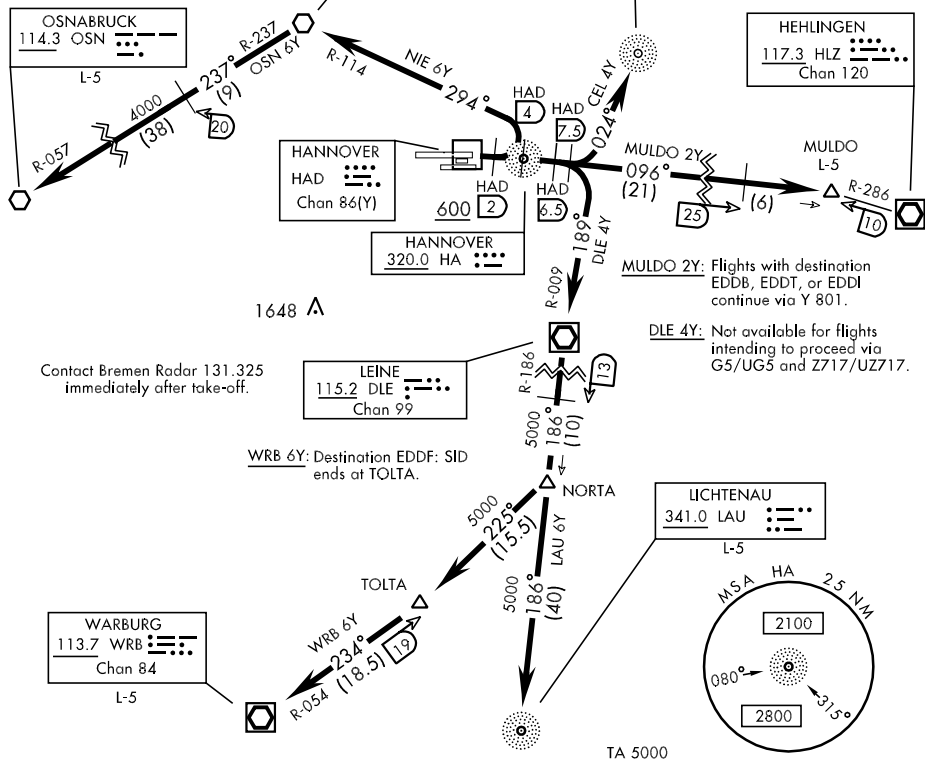 OSNABRUCK
114.3 OSN
L-5
R-237
237°
OSN 6Y
(9)
4000
(38)
20
R-057
R-114
NIE 6Y
294°
HAD
4
HAD
7.5
CEL 4Y
024°
HEHLINGEN
117.3 HLZ
Chan 120
HANNOVER
HAD
Chan 86(Y)
HAD
2
600
HAD
6.5
MULDO 2Y
096°
(21)
25
(6)
MULDO
L-5
R-286
10
HANNOVER
320.0 HA
189°
DLE 4Y
R-009
MULDO 2Y: Flights with destination
EDDB, EDDT, or EDDI
continue via Y 801.
DLE 4Y: Not available for flights
intending to proceed via
G5/UG5 and Z717/UZ717.
1648
Contact Bremen Radar 131.325
immediately after take-off.
LEINE
115.2 DLE
Chan 99
R-186
13
5000
186°
(10)
WRB 6Y: Destination EDDF: SID
ends at TOLTA.
NORTA
5000
225°
(15.5)
LAU 6Y
5000
186°
(40)
LICHTENAU
341.0 LAU
L-5
TOLTA
WRB 6Y
234°
(18.5)
19
R-054
WARBURG
113.7 WRB
Chan 84
L-5
MSA HA 25 NM
2100
080°
315°
2800
TA 5000